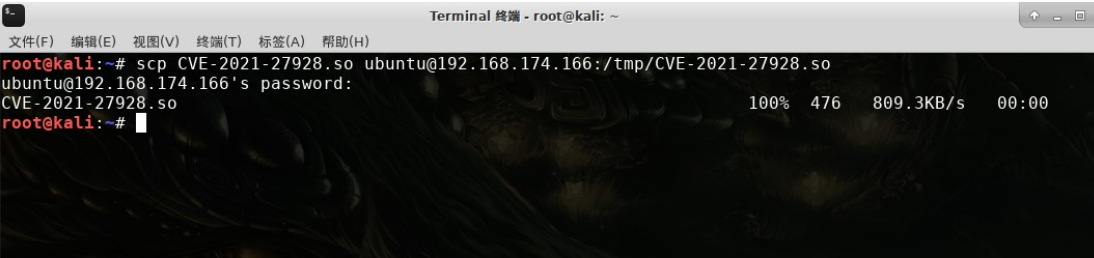 Terminal 终端 - root@kali: ~
文件(F) 编辑(E) 视图(V) 终端(T) 标签(A) 帮助(H)
root@kali:~# scp CVE-2021-27928.so ubuntu@192.168.174.166:/tmp/CVE-2021-27928.so
ubuntu@192.168.174.166's password:
CVE-2021-27928.so 100% 476 809.3KB/s 00:00
root@kali:~#